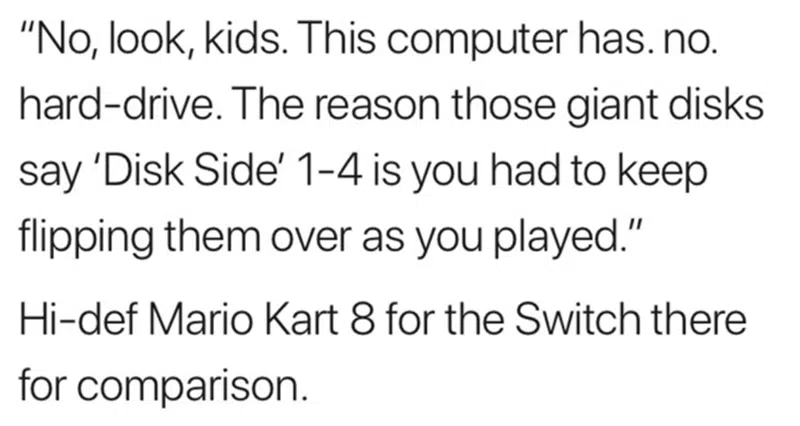 “No, look, kids. This computer has. no.
hard-drive. The reason those giant disks
say ‘Disk Side’ 1-4 is you had to keep
flipping them over as you played.”
Hi-def Mario Kart 8 for the Switch there
for comparison.